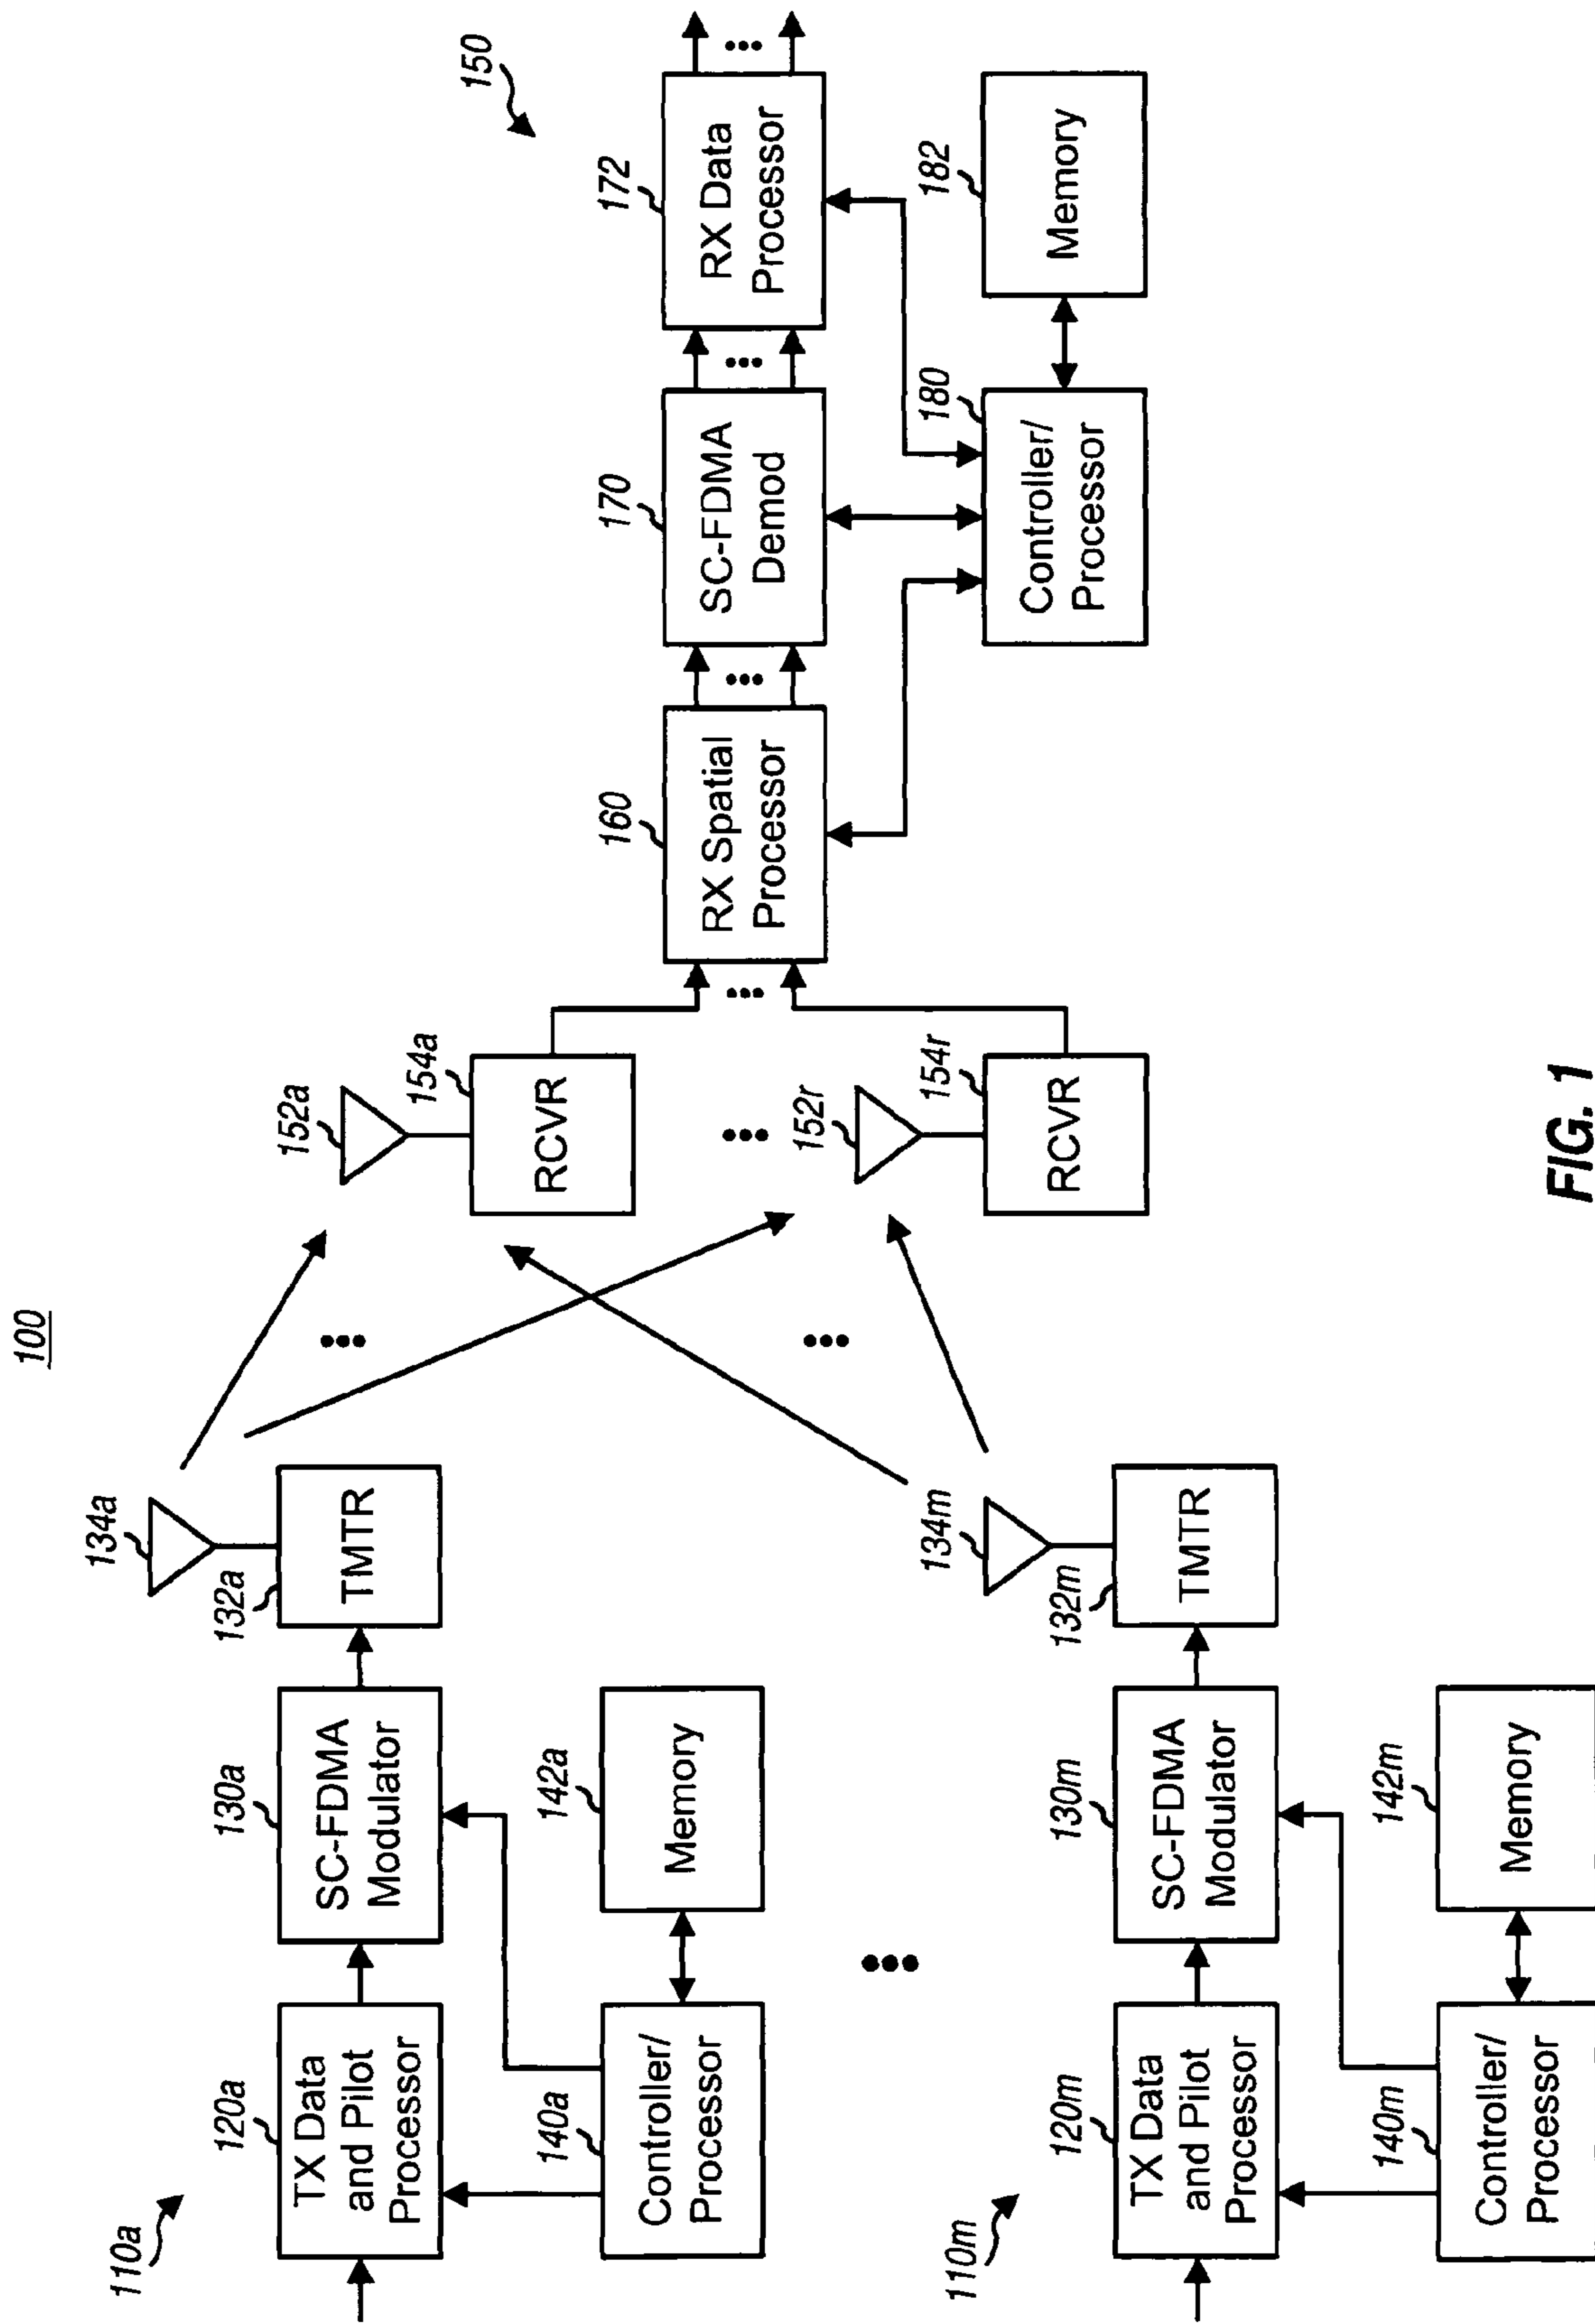 100
110a
120a
TX Data
and Pilot
Processor
130a
SC-FDMA
Modulator
132a
TMTR
134a
140a
Controller/
Processor
142a
Memory
110m
120m
TX Data
and Pilot
Processor
130m
SC-FDMA
Modulator
132m
TMTR
134m
140m
Controller/
Processor
142m
Memory
150
152a
154a
RCVR
152r
154r
RCVR
160
RX Spatial
Processor
170
SC-FDMA
Demod
172
RX Data
Processor
180
Controller/
Processor
182
Memory
FIG. 1